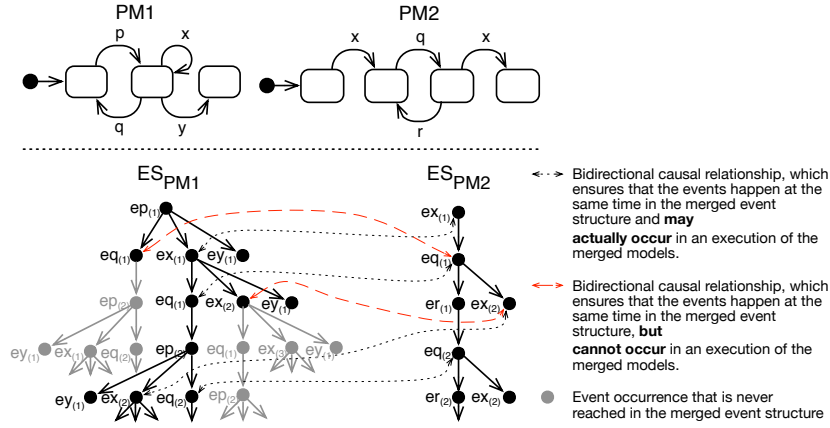 PM1
PM2
p
x
x
q
x
q
y
r
ES PM1
ES PM2
ep(1)
ex(1)
eq(1)
ex(1)
ey(1)
eq(1)
ep(2)
eq(1)
ex(2)
ey(1)
er(1)
ex(2)
ey(1)
ex(1)
eq(2)
ep(2)
eq(1)
ex(3)
ey(1)
eq(2)
ey(1)
ex(2)
eq(2)
ep(2)
er(2)
ex(2)
Bidirectional causal relationship, which
ensures that the events happen at the
same time in the merged event
structure and may
actually occur in an execution of the
merged models.
Bidirectional causal relationship, which
ensures that the events happen at the
same time in the merged event
structure, but
cannot occur in an execution of the
merged models.
Event occurrence that is never
reached in the merged event structure